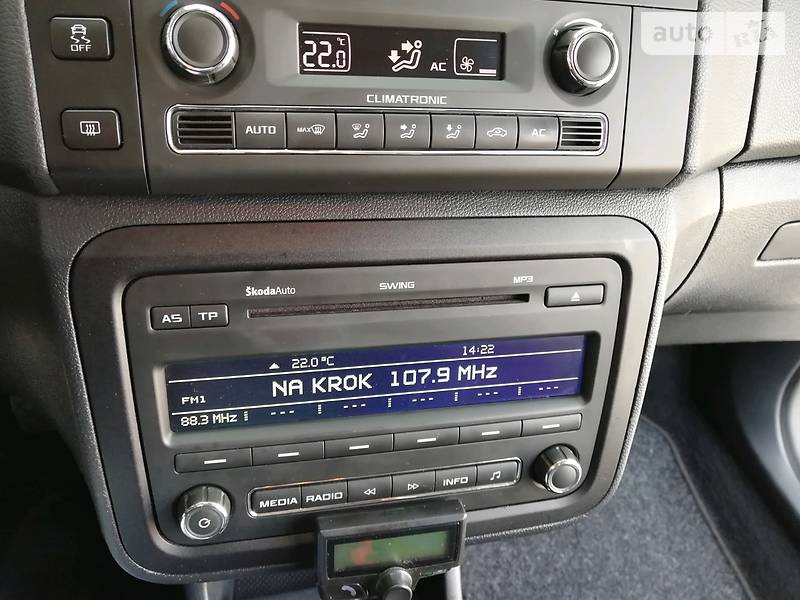 auto RIA
OFF
22.0 °C
AC
CLIMATRONIC
AUTO MAX AC
ŠkodaAuto SWING MP3
AS TP
22.0 °C 14:22
NA KROK 107.9 MHz
FM1
88.3 MHz --- --- --- --- ---
MEDIA RADIO INFO